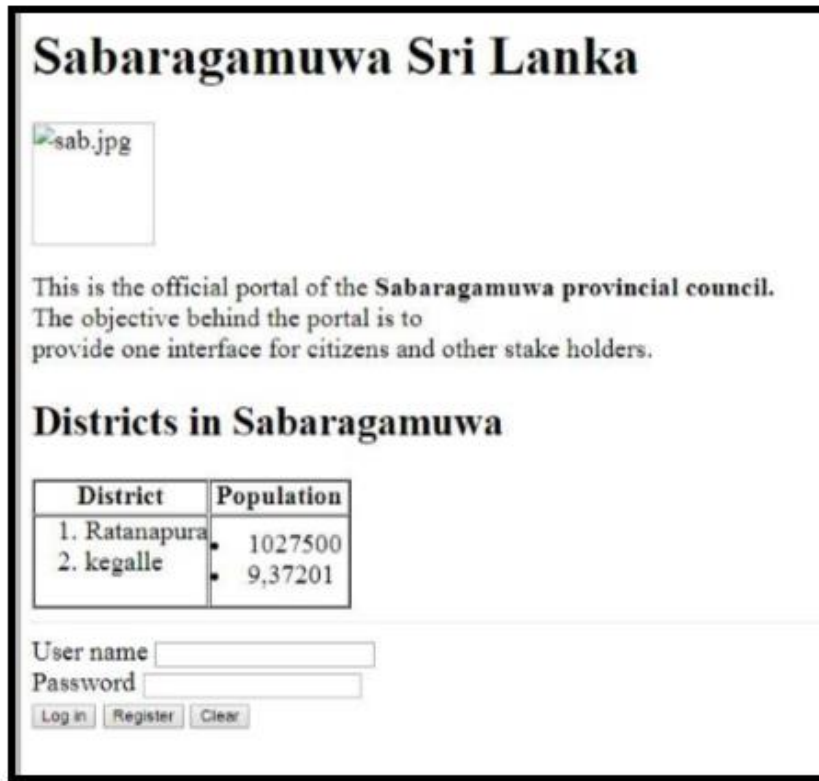 Sabaragamuwa Sri Lanka
sab.jpg
This is the official portal of the Sabaragamuwa provincial council.
The objective behind the portal is to
provide one interface for citizens and other stake holders.
Districts in Sabaragamuwa
District Population
1. Ratanapura
2. kegalle
• 1027500
• 9,37201
User name
Password
Log in Register Clear